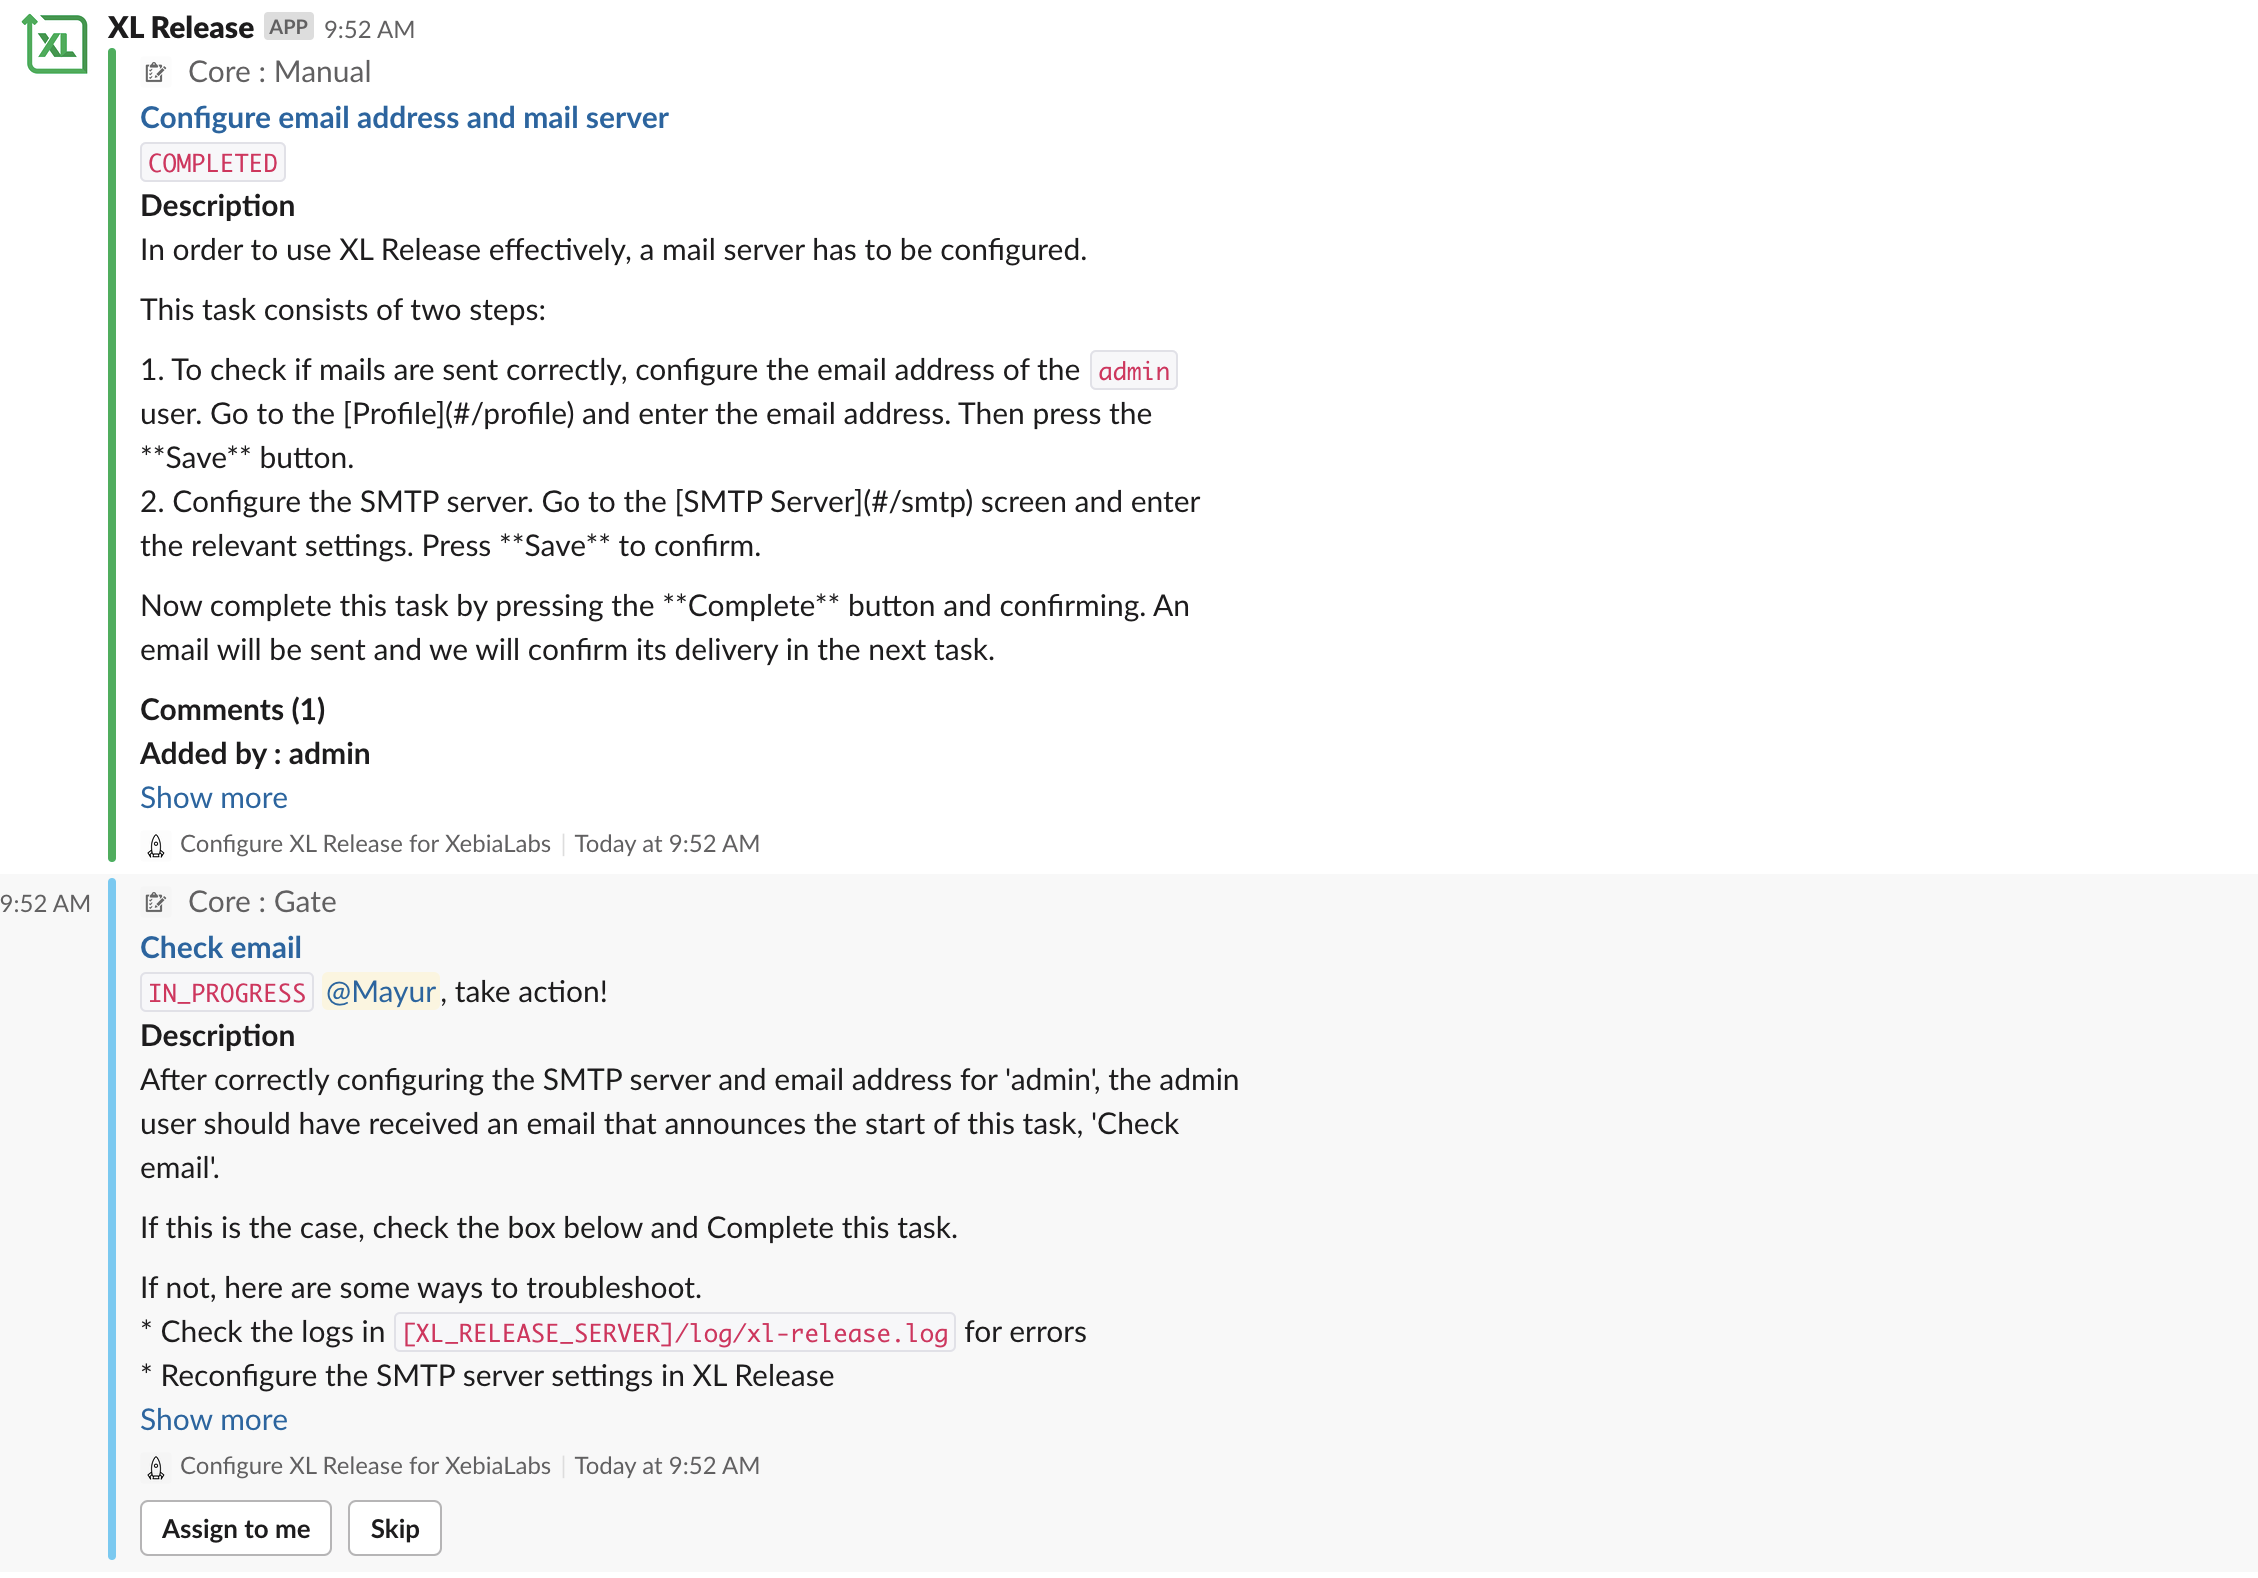 XL
XL Release APP 9:52 AM
Core : Manual
Configure email address and mail server
COMPLETED
Description
In order to use XL Release effectively, a mail server has to be configured.
This task consists of two steps:
1. To check if mails are sent correctly, configure the email address of the admin
user. Go to the [Profile](#/profile) and enter the email address. Then press the
**Save** button.
2. Configure the SMTP server. Go to the [SMTP Server](#/smtp) screen and enter
the relevant settings. Press **Save** to confirm.
Now complete this task by pressing the **Complete** button and confirming. An
email will be sent and we will confirm its delivery in the next task.
Comments (1)
Added by : admin
Show more
Configure XL Release for XebiaLabs | Today at 9:52 AM
9:52 AM Core : Gate
Check email
IN_PROGRESS @Mayur, take action!
Description
After correctly configuring the SMTP server and email address for 'admin', the admin
user should have received an email that announces the start of this task, 'Check
email'.
If this is the case, check the box below and Complete this task.
If not, here are some ways to troubleshoot.
* Check the logs in [XL_RELEASE_SERVER]/log/xl-release.log for errors
* Reconfigure the SMTP server settings in XL Release
Show more
Configure XL Release for XebiaLabs | Today at 9:52 AM
Assign to me Skip